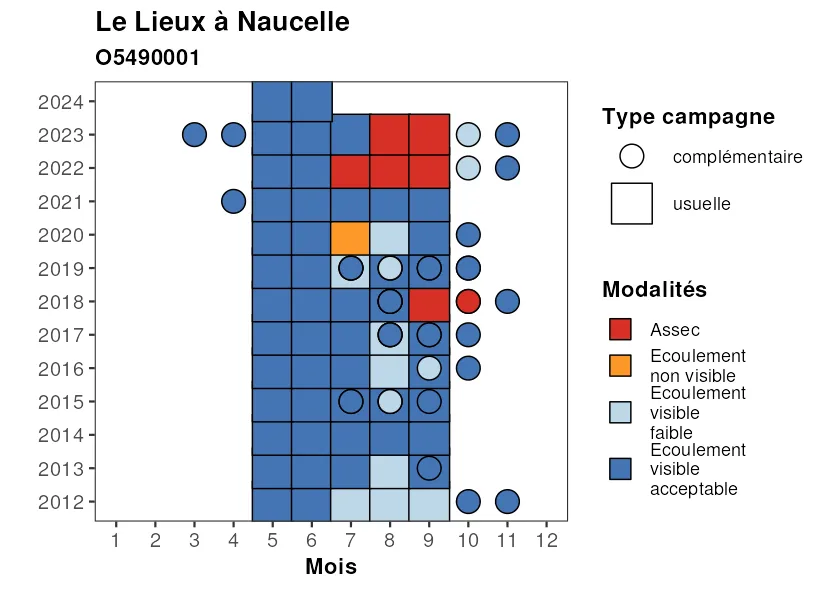 Le Lieux à Naucelle
O5490001
2024
2023
2022
2021
2020
2019
2018
2017
2016
2015
2014
2013
2012
1 2 3 4 5 6 7 8 9 10 11 12
Mois
Type campagne
complémentaire
usuelle
Modalités
Assec
Ecoulement
non visible
Ecoulement
visible
faible
Ecoulement
visible
acceptable